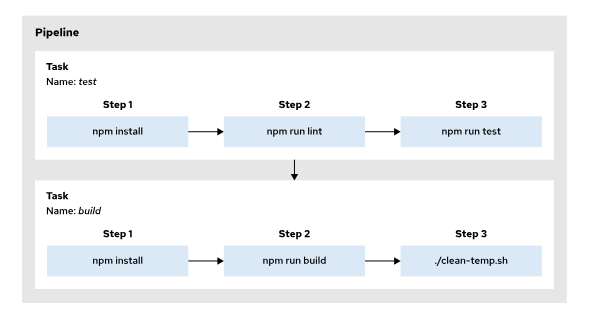 Pipeline
Task
Name: test
Step 1
Step 2
Step 3
npm install
npm run lint
npm run test
Task
Name: build
Step 1
Step 2
Step 3
npm install
npm run build
./clean-temp.sh